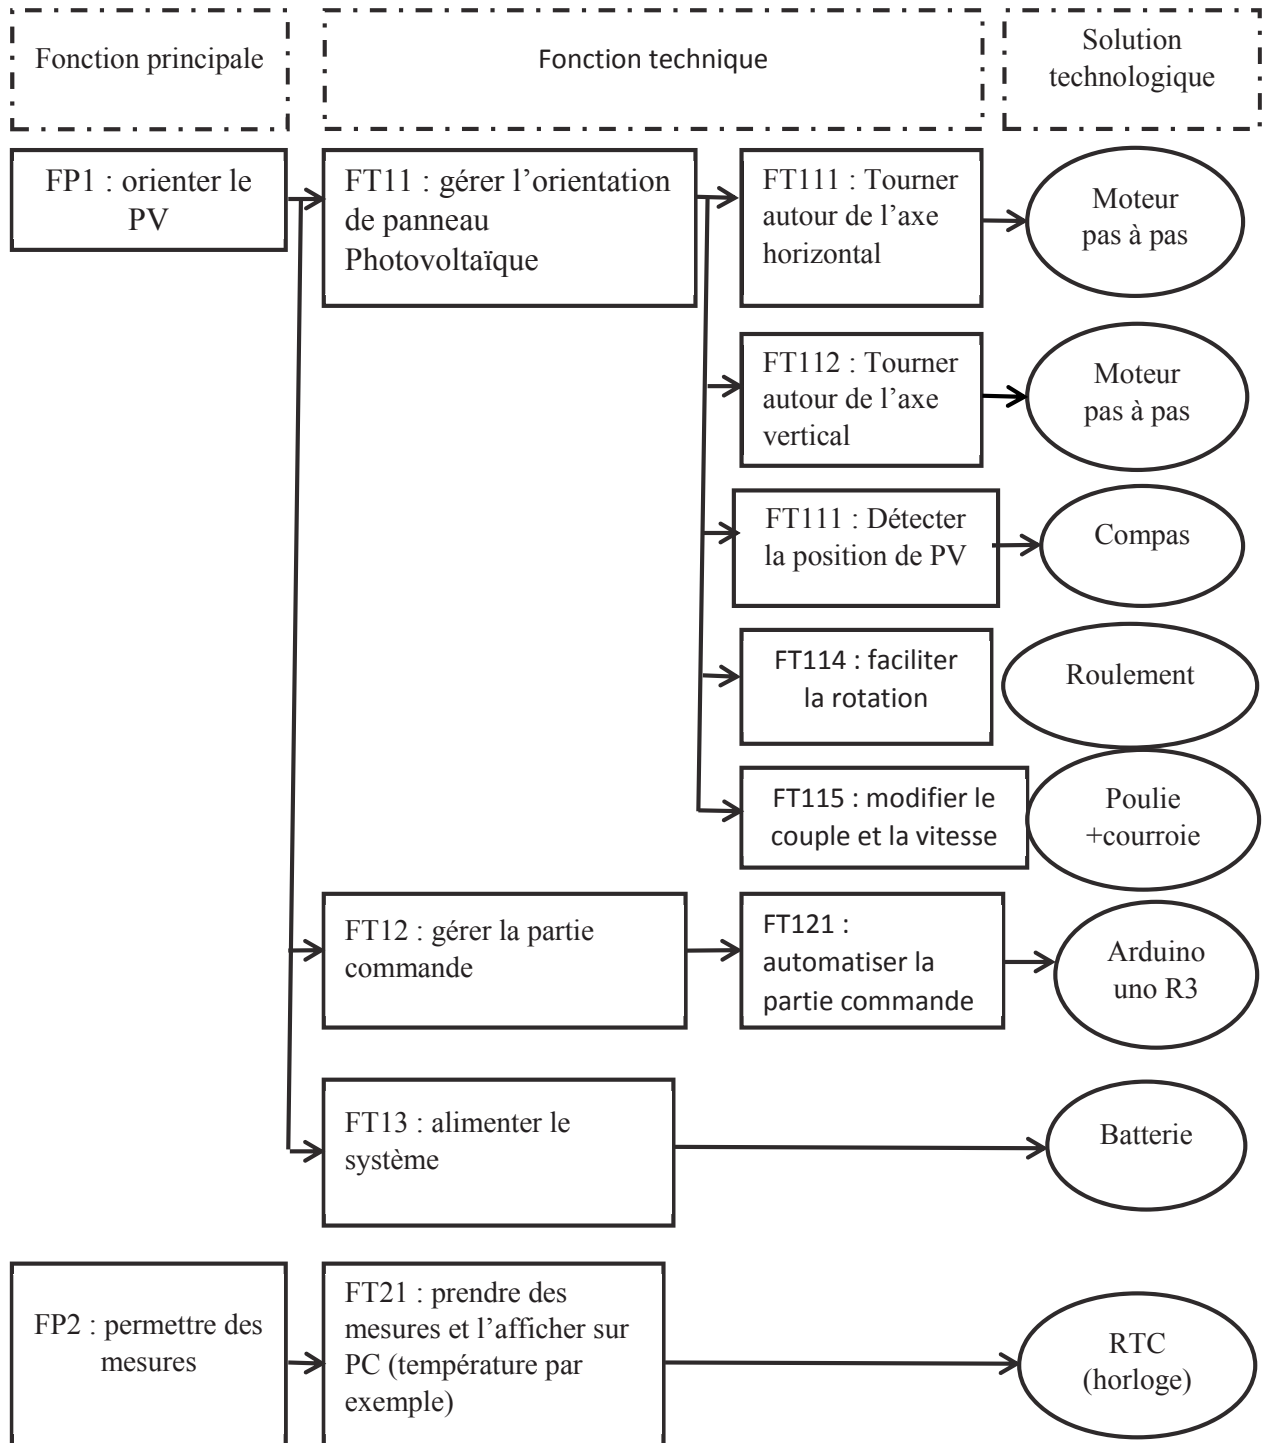 Fonction principale
Fonction technique
Solution
technologique
FP1 : orienter le
PV
FT11 : gérer l’orientation
de panneau
Photovoltaïque
FT111 : Tourner
autour de l’axe
horizontal
Moteur
pas à pas
FT112 : Tourner
autour de l’axe
vertical
Moteur
pas à pas
FT111 : Détecter
la position de PV
Compas
FT114 : faciliter
la rotation
Roulement
FT115 : modifier le
couple et la vitesse
Poulie
+courroie
FT12 : gérer la partie
commande
FT121 :
automatiser la
partie commande
Arduino
uno R3
FT13 : alimenter le
système
Batterie
FP2 : permettre des
mesures
FT21 : prendre des
mesures et l’afficher sur
PC (température par
exemple)
RTC
(horloge)